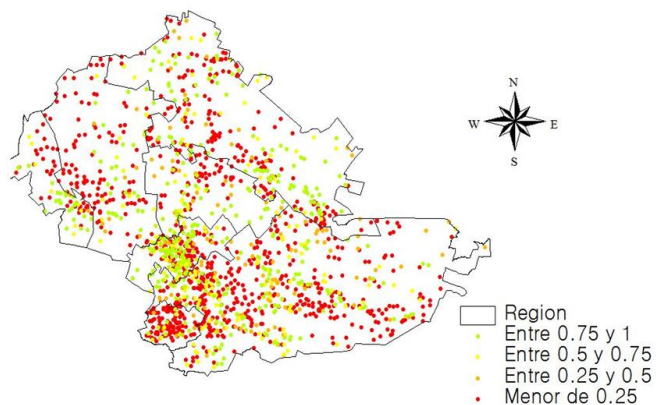 N
W E
S
Region
Entre 0.75 y 1
Entre 0.5 y 0.75
Entre 0.25 y 0.5
Menor de 0.25